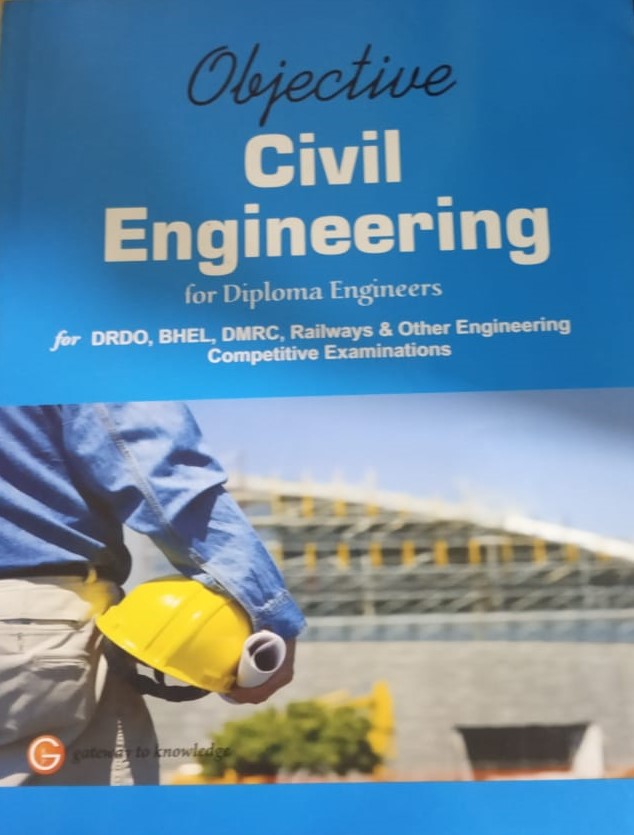 Objective
Civil
Engineering
for Diploma Engineers
for DRDO, BHEL, DMRC, Railways & Other Engineering
Competitive Examinations
G gateway to knowledge